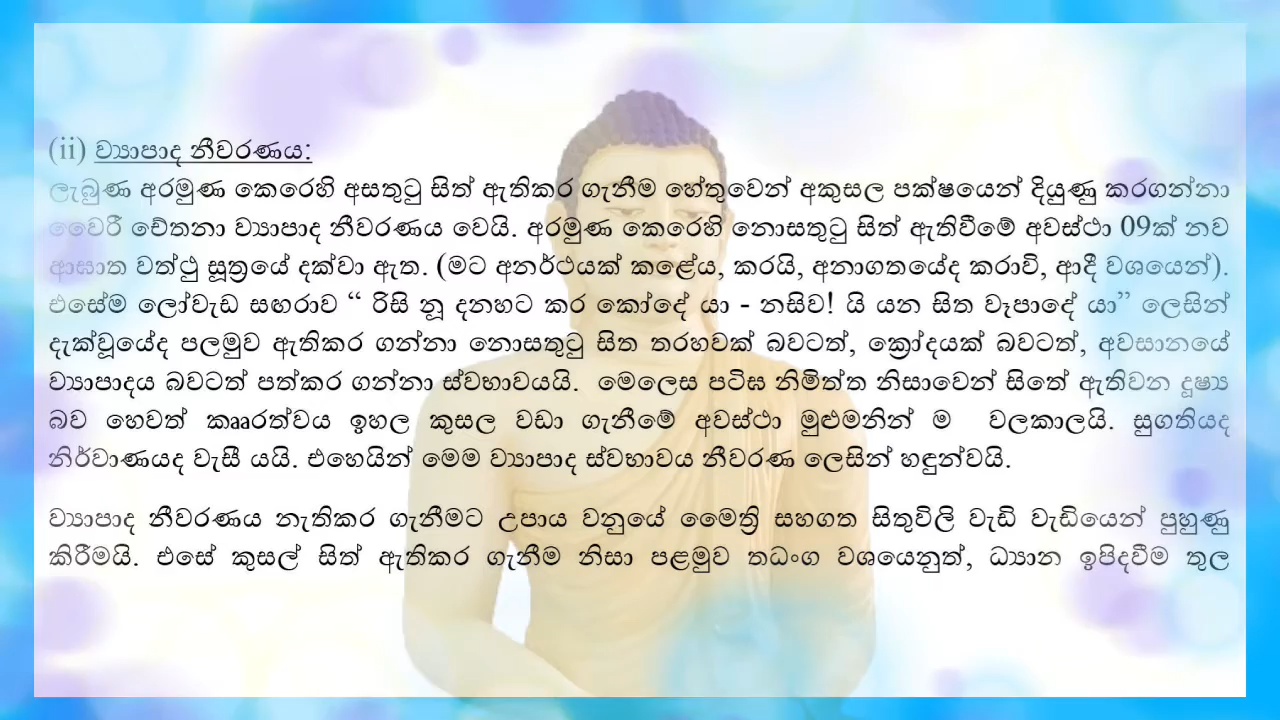 (ii) ව්‍යාපාද නීවරණය:
ලැබුණ අරමුණ කෙරෙහි අසතුටු සිත් ඇතිකර ගැනීම හේතුවෙන් අකුසල පක්ෂයෙන් දියුණු කරගන්නා
වෛරී චේතනා ව්‍යාපාද නීවරණය වෙයි. අරමුණ කෙරෙහි නොසතුටු සිත් ඇතිවීමේ අවස්ථා 09ක් නව
ආඝාත වත්ථු සූත්‍රයේ දක්වා ඇත. (මට අනර්ථයක් කළේය, කරයි, අනාගතයේද කරාවි, ආදී වශයෙන්).
එසේම ලෝවැඩ සඟරාව “ රිසි නූ දනහට කර කෝදේ යා - නසිව! යි යන සිත වෑපාදේ යා” ලෙසින්
දැක්වූයේද පලමුව ඇතිකර ගන්නා නොසතුටු සිත තරහවක් බවටත්, ක්‍රෝදයක් බවටත්, අවසානයේ
ව්‍යාපාදය බවටත් පත්කර ගන්නා ස්වභාවයයි. මෙලෙස පටිඝ නිමිත්ත නිසාවෙන් සිතේ ඇතිවන දූෂ්‍ය
බව හෙවත් කෲරත්වය ඉහල කුසල වඩා ගැනීමේ අවස්ථා මුළුමනින් ම වලකාලයි. සුගතියද
නිර්වාණයද වැසී යයි. එහෙයින් මෙම ව්‍යාපාද ස්වභාවය නීවරණ ලෙසින් හඳුන්වයි.
ව්‍යාපාද නීවරණය නැතිකර ගැනීමට උපාය වනුයේ මෛත්‍රි සහගත සිතුවිලි වැඩි වැඩියෙන් පුහුණු
කිරීමයි. එසේ කුසල් සිත් ඇතිකර ගැනීම නිසා පළමුව තධංග වශයෙනුත්, ධ්‍යාන ඉපිදවීම තුල